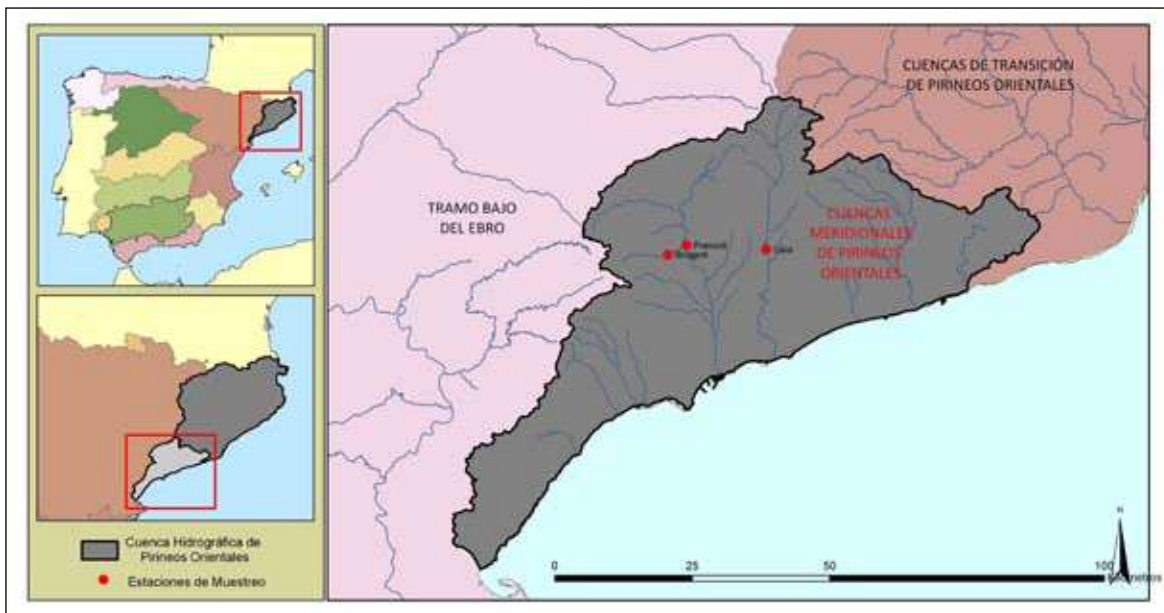 CUENCAS DE TRANSICIÓN
DE PIRINEOS ORIENTALES
TRAMO BAJO
DEL EBRO
CUENCAS
MERIDIONALES
DE PIRINEOS
ORIENTALES
Cuenca Hidrográfica de
Pirineos Orientales
Estaciones de Muestreo
N
0
25
50
100